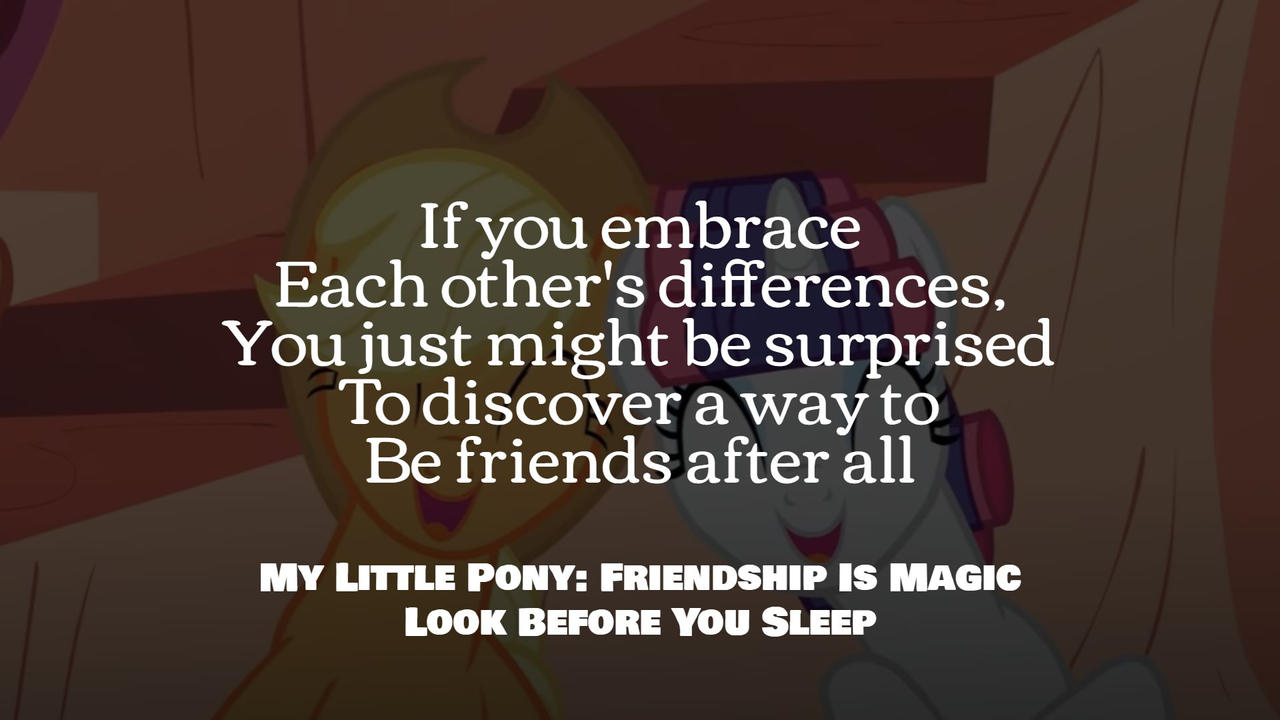 If you embrace
Each other's differences,
You just might be surprised
To discover a way to
Be friends after all
My Little Pony: Friendship Is Magic
Look Before You Sleep